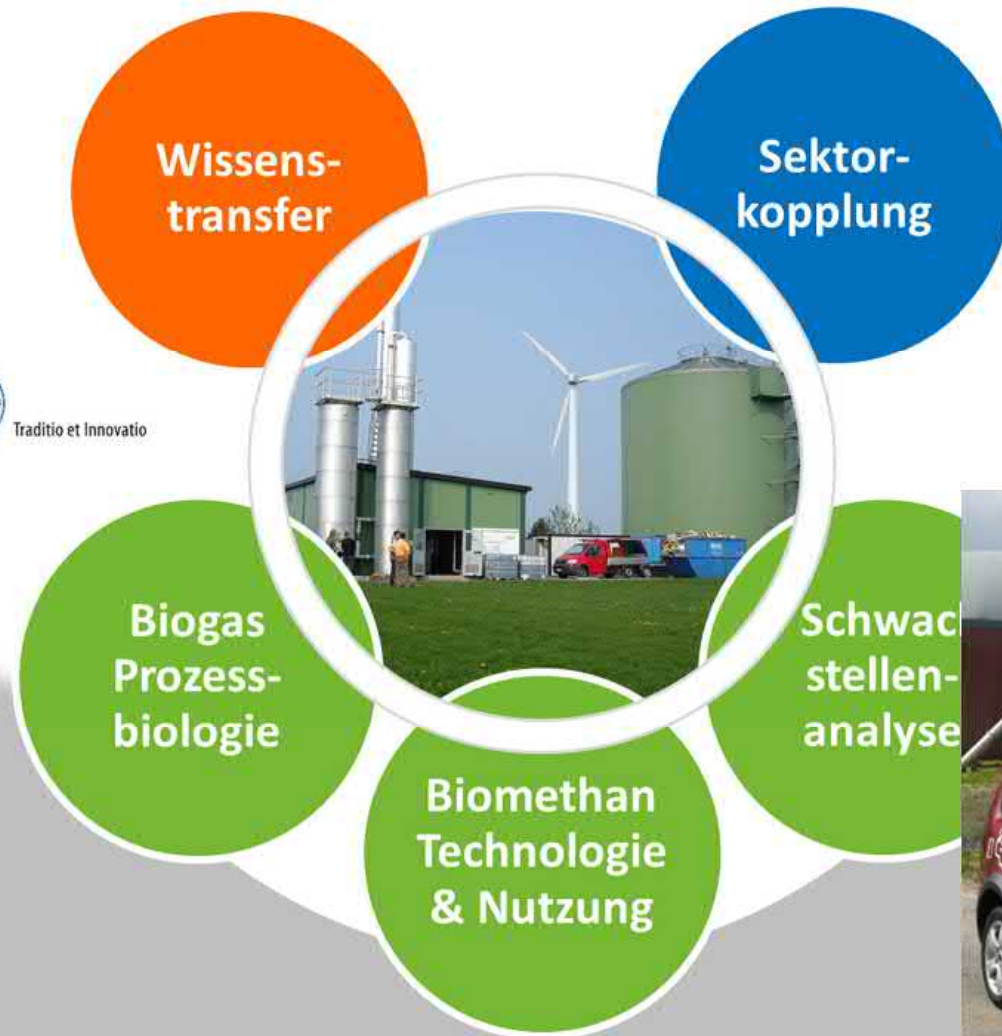 Wissens-
transfer
Sektor-
kopplung
Traditio et Innovatio
Biogas
Prozess-
biologie
Biomethan
Technologie
& Nutzung
stellen-
analyse